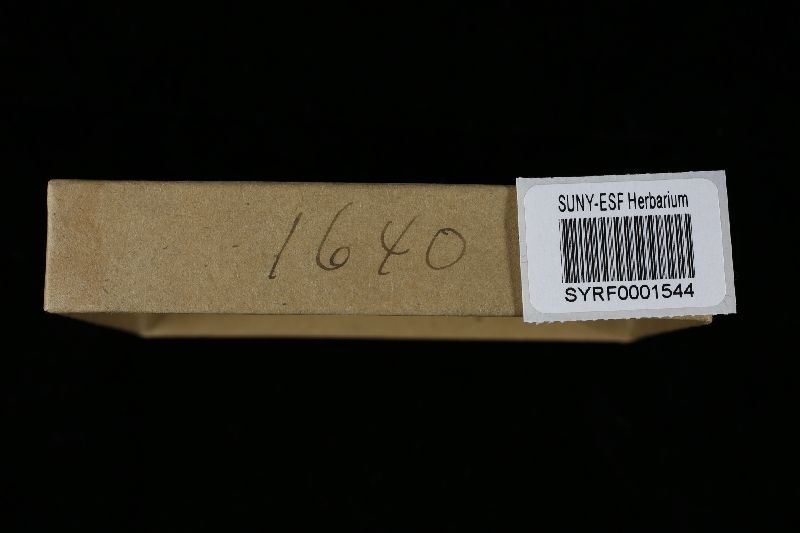 1640
SUNY-ESF Herbarium
SYRF0001544